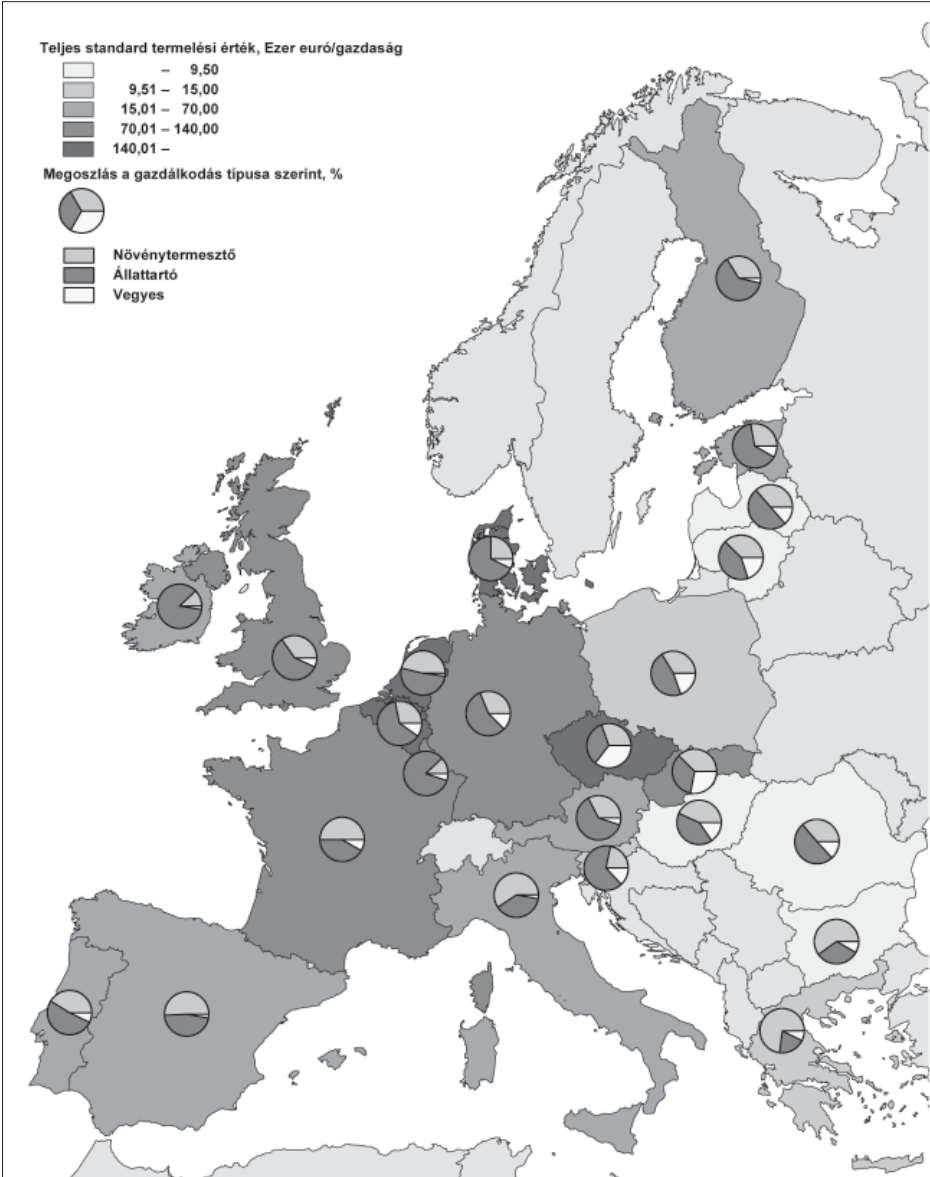 Teljes standard termelési érték, Ezer euró/gazdaság
– 9,50
9,51 – 15,00
15,01 – 70,00
70,01 – 140,00
140,01 –
Megoszlás a gazdálkodás típusa szerint, %
Növénytermesztő
Állattartó
Vegyes